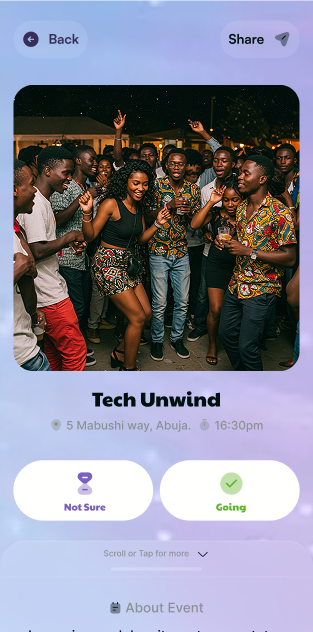 Back
Share
Tech Unwind
5 Mabushi way, Abuja. 16:30pm
Not Sure
Going
Scroll or Tap for more
About Event